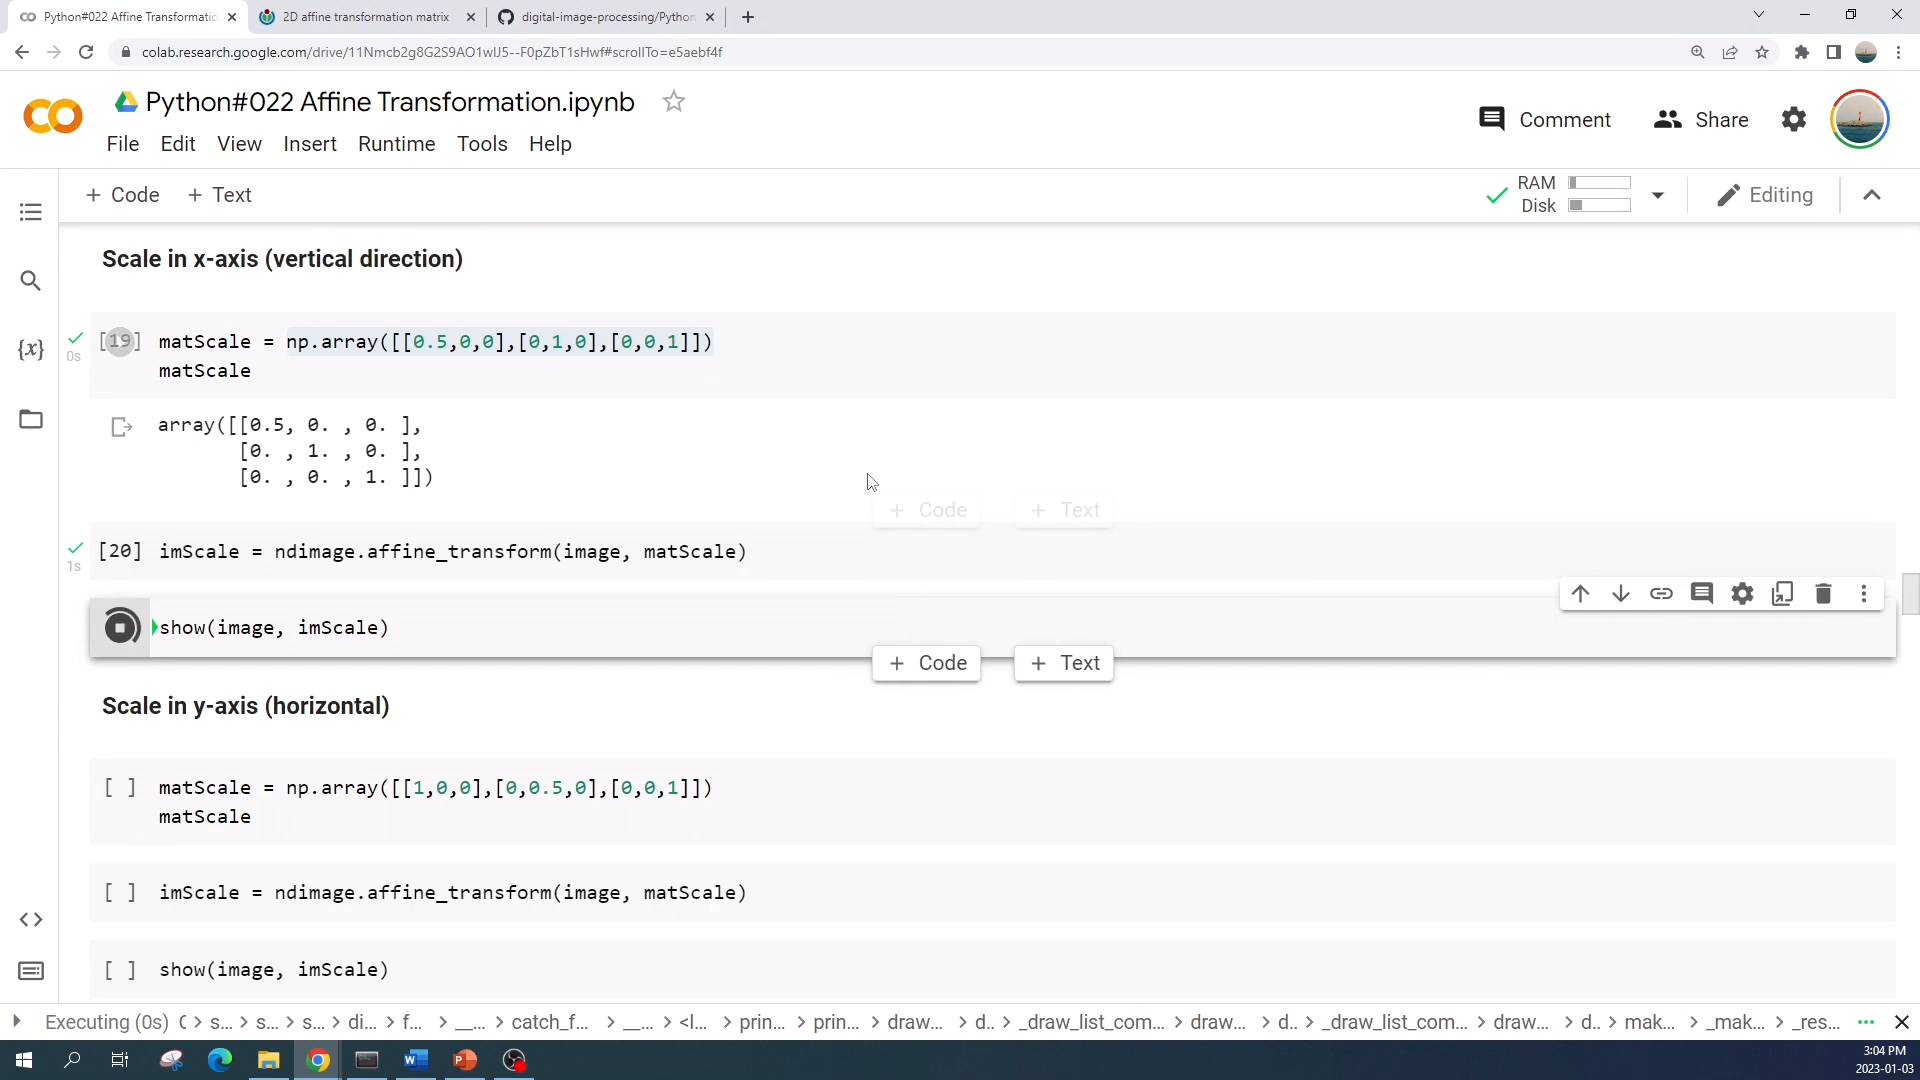 Python#022 Affine Transformatic
2D affine transformation matrix
digital-image-processing/Python
colab.research.google.com/drive/11Nmcb2g8G2S9AO1wlJ5--F0pZbT1sHwf#scrollTo=e5aebf4f
Python#022 Affine Transformation.ipynb
Comment
Share
File Edit View Insert Runtime Tools Help
+ Code + Text
RAM
Disk
Editing
Scale in x-axis (vertical direction)
[19] matScale = np.array([[0.5,0,0],[0,1,0],[0,0,1]])
0s
matScale
array([[0.5, 0. , 0. ],
[0. , 1. , 0. ],
[0. , 0. , 1. ]])
+ Code + Text
[20] imScale = ndimage.affine_transform(image, matScale)
1s
show(image, imScale)
+ Code + Text
Scale in y-axis (horizontal)
[ ] matScale = np.array([[1,0,0],[0,0.5,0],[0,0,1]])
matScale
[ ] imScale = ndimage.affine_transform(image, matScale)
[ ] show(image, imScale)
Executing (0s) C > s... > s... > s... > di... > f... > __... > catch_f... > __... > <l... > prin... > prin... > draw... > d.. > _draw_list_com... > draw... > d.. > _draw_list_com... > draw... > d.. > mak... > _mak... > _res... ...
3:04 PM
2023-01-03